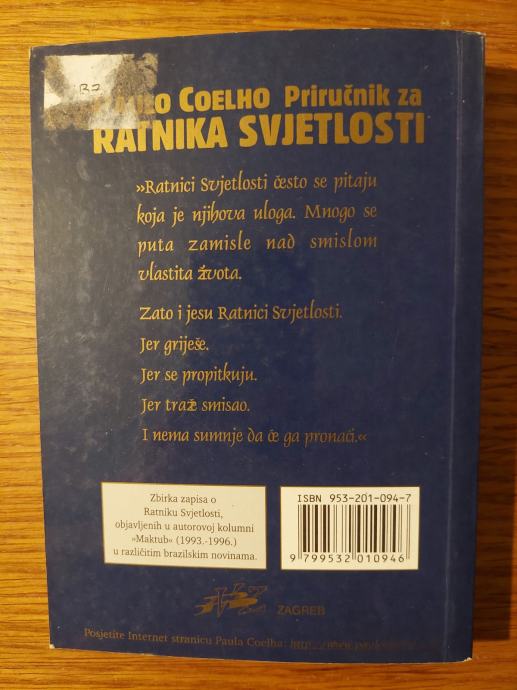 COELHO Priručnik za
RATNIKA SVJETLOSTI
»Ratnici Svjetlosti često se pitaju
koja je njihova uloga. Mnogo se
puta zamisle nad smislom
vlastita života.
Zato i jesu Ratnici Svjetlosti.
Jer griješe.
Jer se propitkuju.
Jer traže smisao.
I nema sumnje da će ga pronaći.«
Zbirka zapisa o
Ratniku Svjetlosti,
objavljenih u autorovoj kolumni
»Maktub« (1993.-1996.)
u različitim brazilskim novinama.
ISBN 953-201-094-7
9 799532 010946
ZAGREB
Posjetite Internet stranicu Paula Coelha: